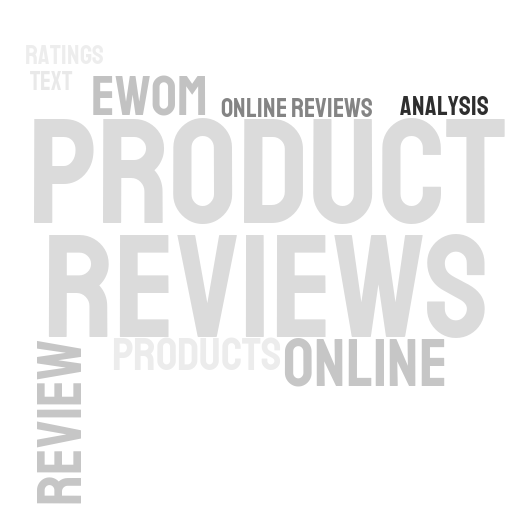 RATINGS
TEXT
EWOM
ONLINE REVIEWS
ANALYSIS
PRODUCT
REVIEWS
PRODUCTS
ONLINE
REVIEW